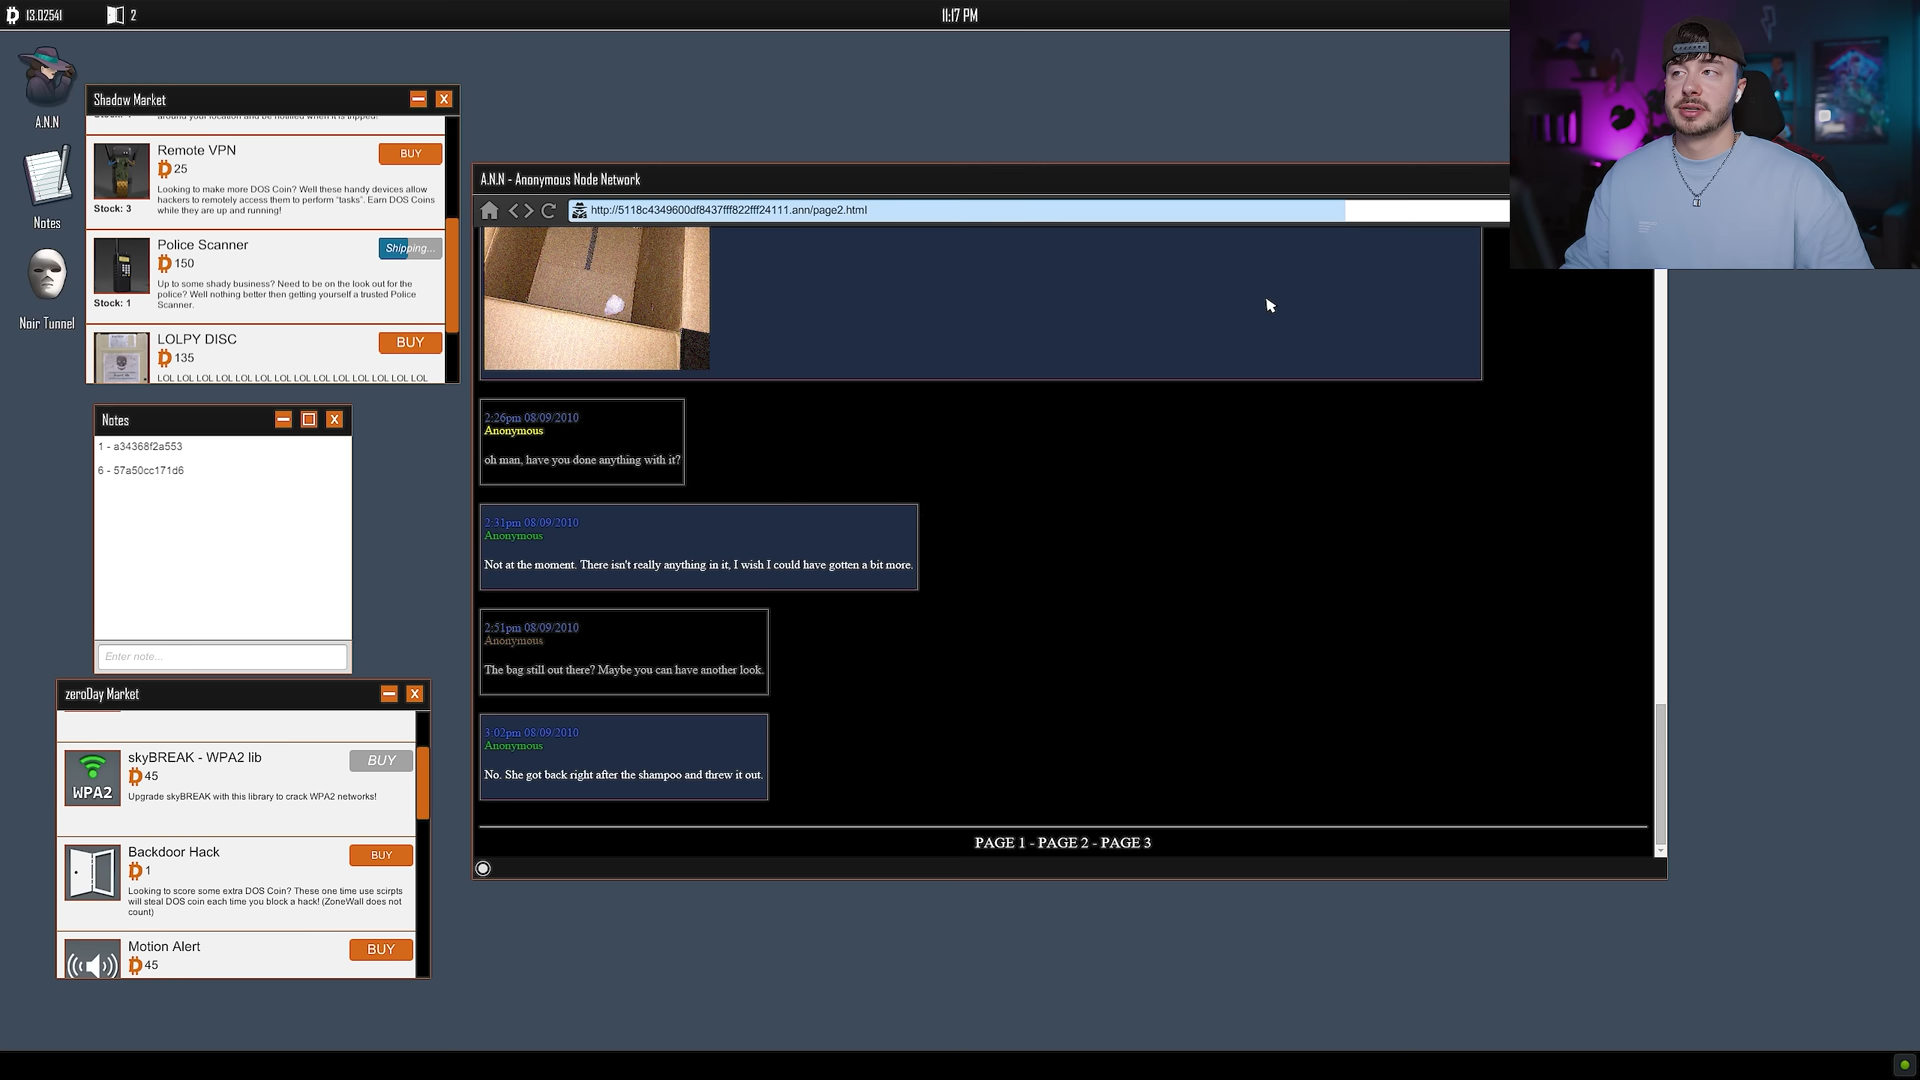 13.02541
2
11:17 PM
A.N.N
Notes
Noir Tunnel
Shadow Market
X
around your location and be notified when it is tripped!
Remote VPN
25
BUY
Looking to make more DOS Coin? Well these handy devices allow
hackers to remotely access them to perform "tasks". Earn DOS Coins
while they are up and running!
Stock: 3
Police Scanner
150
Shipping...
Up to some shady business? Need to be on the look out for the
police? Well nothing better then getting yourself a trusted Police
Scanner.
Stock: 1
LOLPY DISC
135
BUY
LOL LOL LOL LOL LOL LOL LOL LOL LOL LOL LOL LOL LOL LOL
Notes
X
1 - a34368f2a553
6 - 57a50cc171d6
Enter note...
zeroDay Market
X
skyBREAK - WPA2 lib
45
BUY
WPA2
Upgrade skyBREAK with this library to crack WPA2 networks!
Backdoor Hack
1
BUY
Looking to score some extra DOS Coin? These one time use scirpts
will steal DOS coin each time you block a hack! (ZoneWall does not
count)
Motion Alert
45
BUY
A.N.N - Anonymous Node Network
http://5118c4349600df8437fff822fff24111.ann/page2.html
2:26pm 08/09/2010
Anonymous
oh man, have you done anything with it?
2:31pm 08/09/2010
Anonymous
Not at the moment. There isn't really anything in it, I wish I could have gotten a bit more.
2:51pm 08/09/2010
Anonymous
The bag still out there? Maybe you can have another look.
3:02pm 08/09/2010
Anonymous
No. She got back right after the shampoo and threw it out.
PAGE 1 - PAGE 2 - PAGE 3